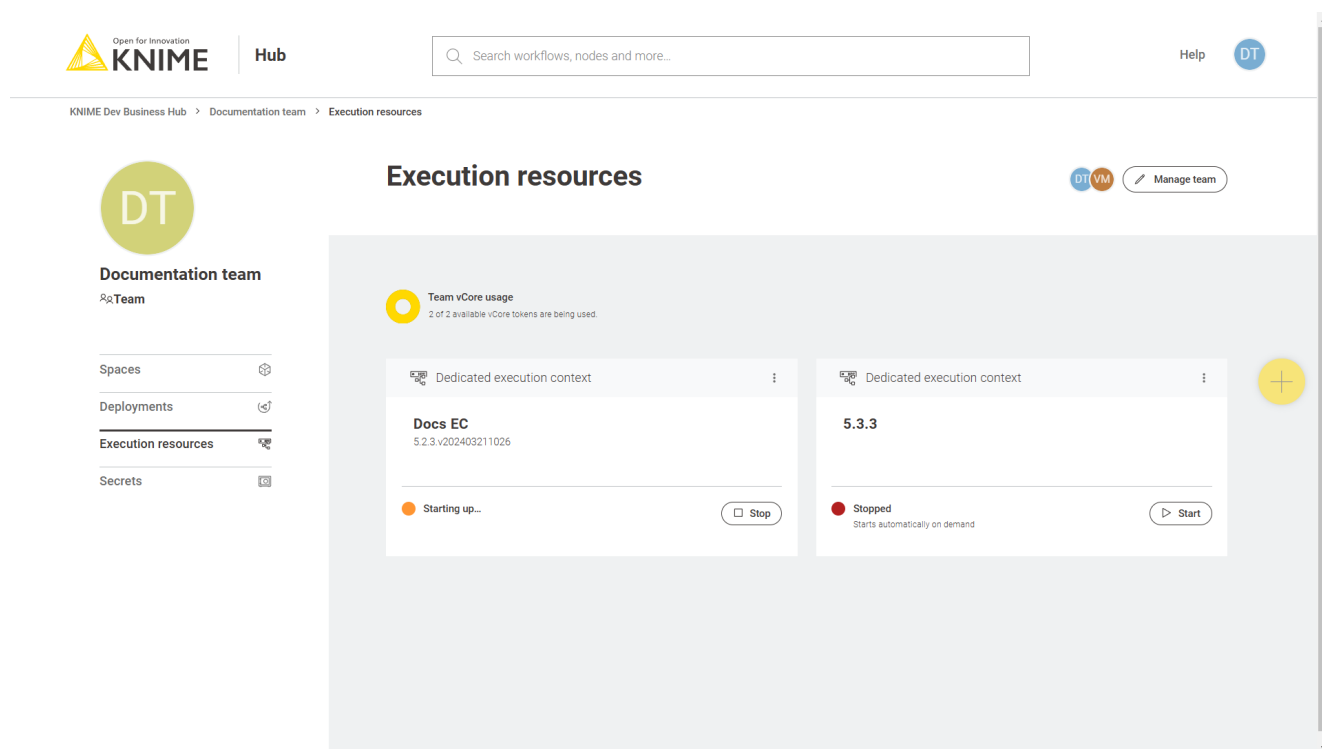 Open for Innovation
KNIME
Hub
Search workflows, nodes and more...
Help
DT
KNIME Dev Business Hub > Documentation team > Execution resources
DT
Documentation team
Team
Spaces
Deployments
Execution resources
Secrets
Execution resources
DT
VM
Manage team
Team vCore usage
2 of 2 available vCore tokens are being used.
Dedicated execution context
Docs EC
5.2.3.v202403211026
Starting up...
Stop
Dedicated execution context
5.3.3
Stopped
Starts automatically on demand
Start